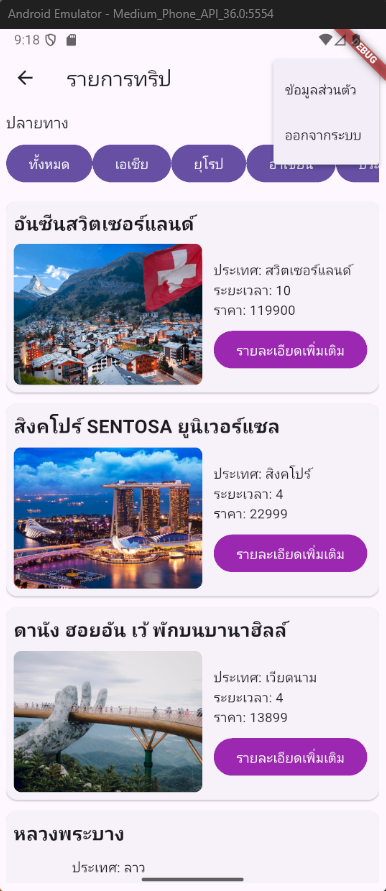 Android Emulator - Medium_Phone_API_36.0:5554
9:18
DEBUG
รายการทริป
ข้อมูลส่วนตัว
ออกจากระบบ
ปลายทาง
ทั้งหมด เอเชีย ยุโรป อาเซียน ประ
อันซีนสวิตเซอร์แลนด์
ประเทศ: สวิตเซอร์แลนด์
ระยะเวลา: 10
ราคา: 119900
รายละเอียดเพิ่มเติม
สิงคโปร์ SENTOSA ยูนิเวอร์แซล
ประเทศ: สิงคโปร์
ระยะเวลา: 4
ราคา: 22999
รายละเอียดเพิ่มเติม
ดานัง ฮอยอัน เว้ พักบนบานาฮิลล์
ประเทศ: เวียดนาม
ระยะเวลา: 4
ราคา: 13899
รายละเอียดเพิ่มเติม
หลวงพระบาง
ประเทศ: ลาว